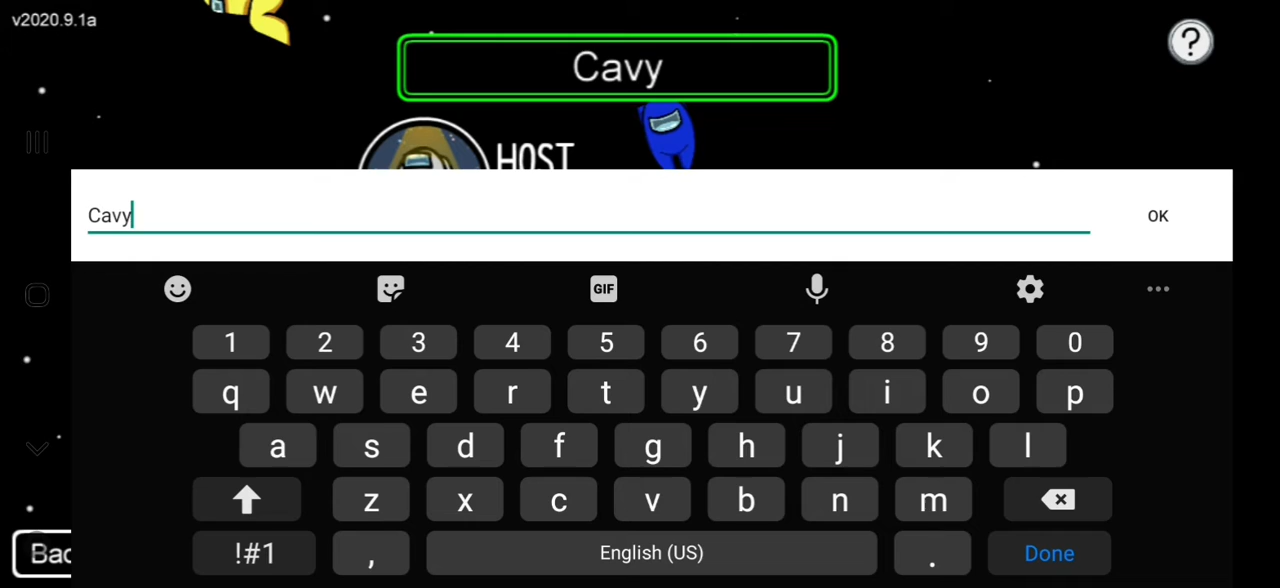 v2020.9.1a
Cavy
?
HOST
Cavy
OK
GIF
1 2 3 4 5 6 7 8 9 0
q w e r t y u i o p
a s d f g h j k l
z x c v b n m
!#1 , English (US) . Done